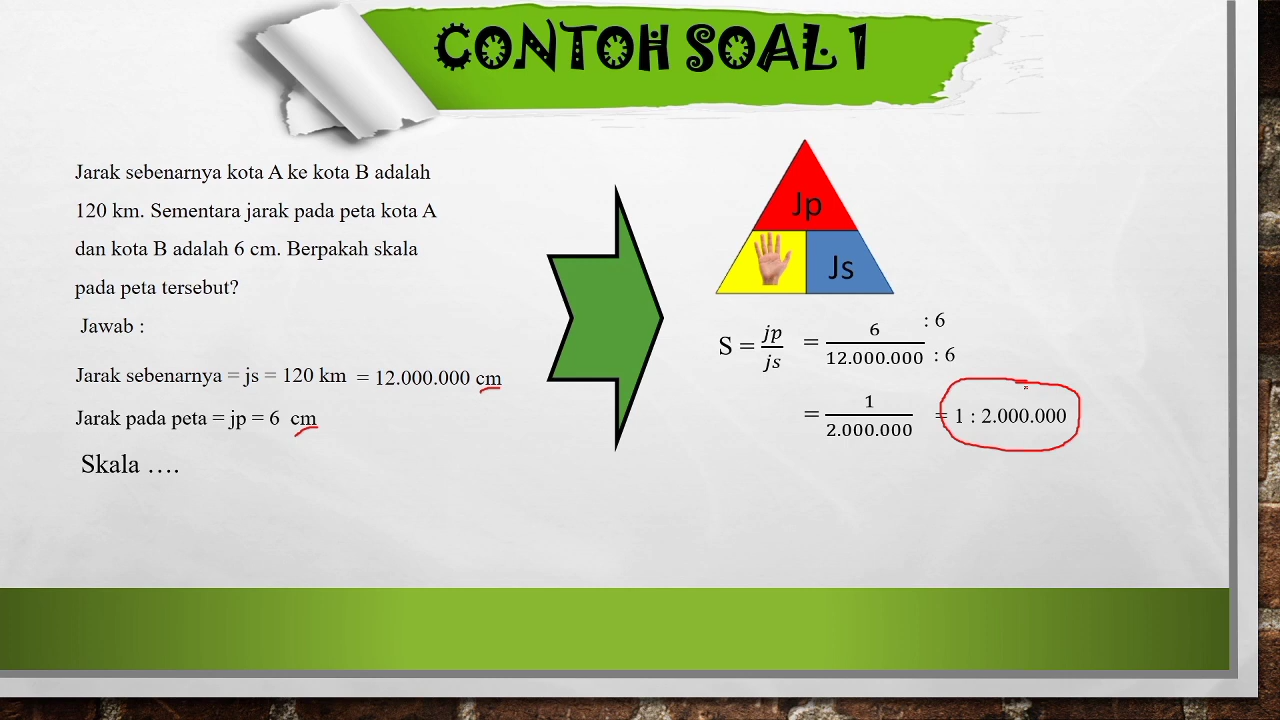 CONTOH SOAL 1
Jarak sebenarnya kota A ke kota B adalah
120 km. Sementara jarak pada peta kota A
dan kota B adalah 6 cm. Berpakah skala
pada peta tersebut?
Jawab :
Jarak sebenarnya = js = 120 km = 12.000.000 cm
Jarak pada peta = jp = 6 cm
Skala ….
Jp
Js
S = jp/js = 6/12.000.000 : 6 : 6
= 1/2.000.000 = 1 : 2.000.000